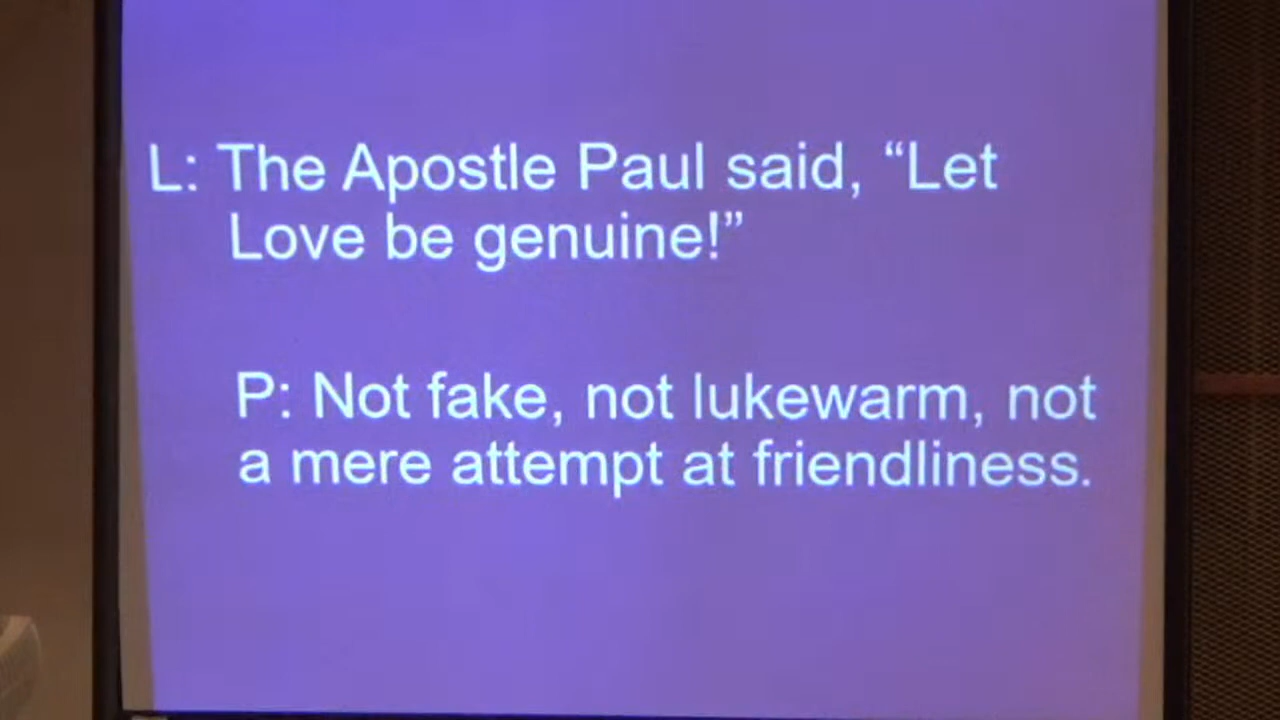 L: The Apostle Paul said, “Let
Love be genuine!”
P: Not fake, not lukewarm, not
a mere attempt at friendliness.